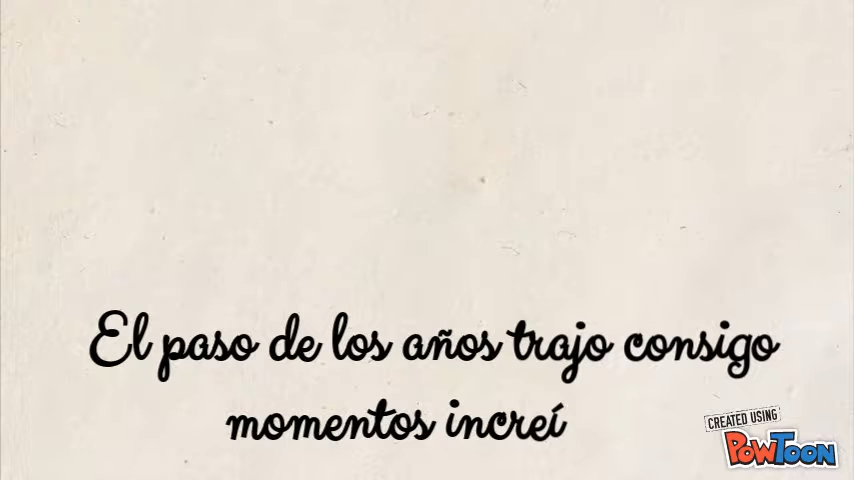 El paso de los años trajo consigo
momentos increí
CREATED USING
POWTOON